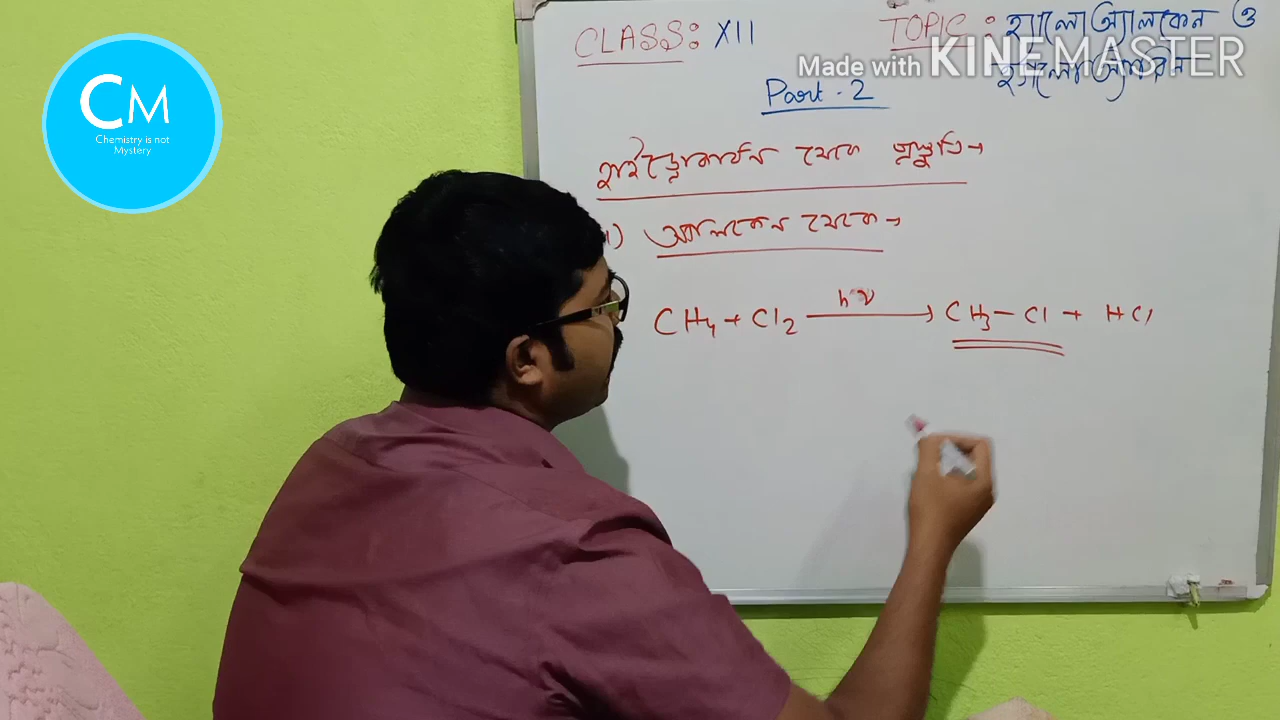 CM
Chemistry is not
Mystery
CLASS: XII
TOPIC : হ্যালোঅ্যালকেন ও
হ্যালোঅ্যারিন
Made with KINEMASTER
Part - 2
হাইড্রোকার্বন থেকে প্রস্তুতি→
) অ্যালকেন থেকে→
CH₄ + Cl₂ hν → CH₃ – Cl + HCl